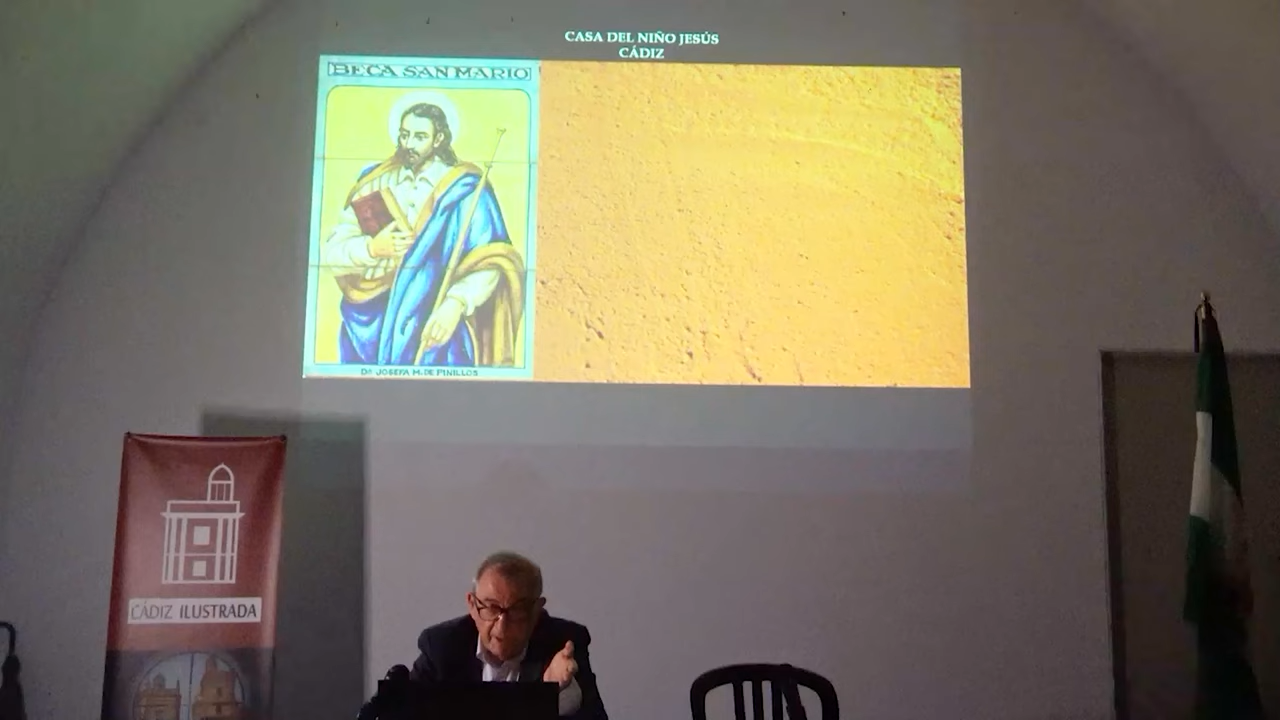 CASA DEL NIÑO JESÚS
CÁDIZ
BECA SAN MARIO
Dª JOSEFA M. DE PINILLOS
CÁDIZ ILUSTRADA